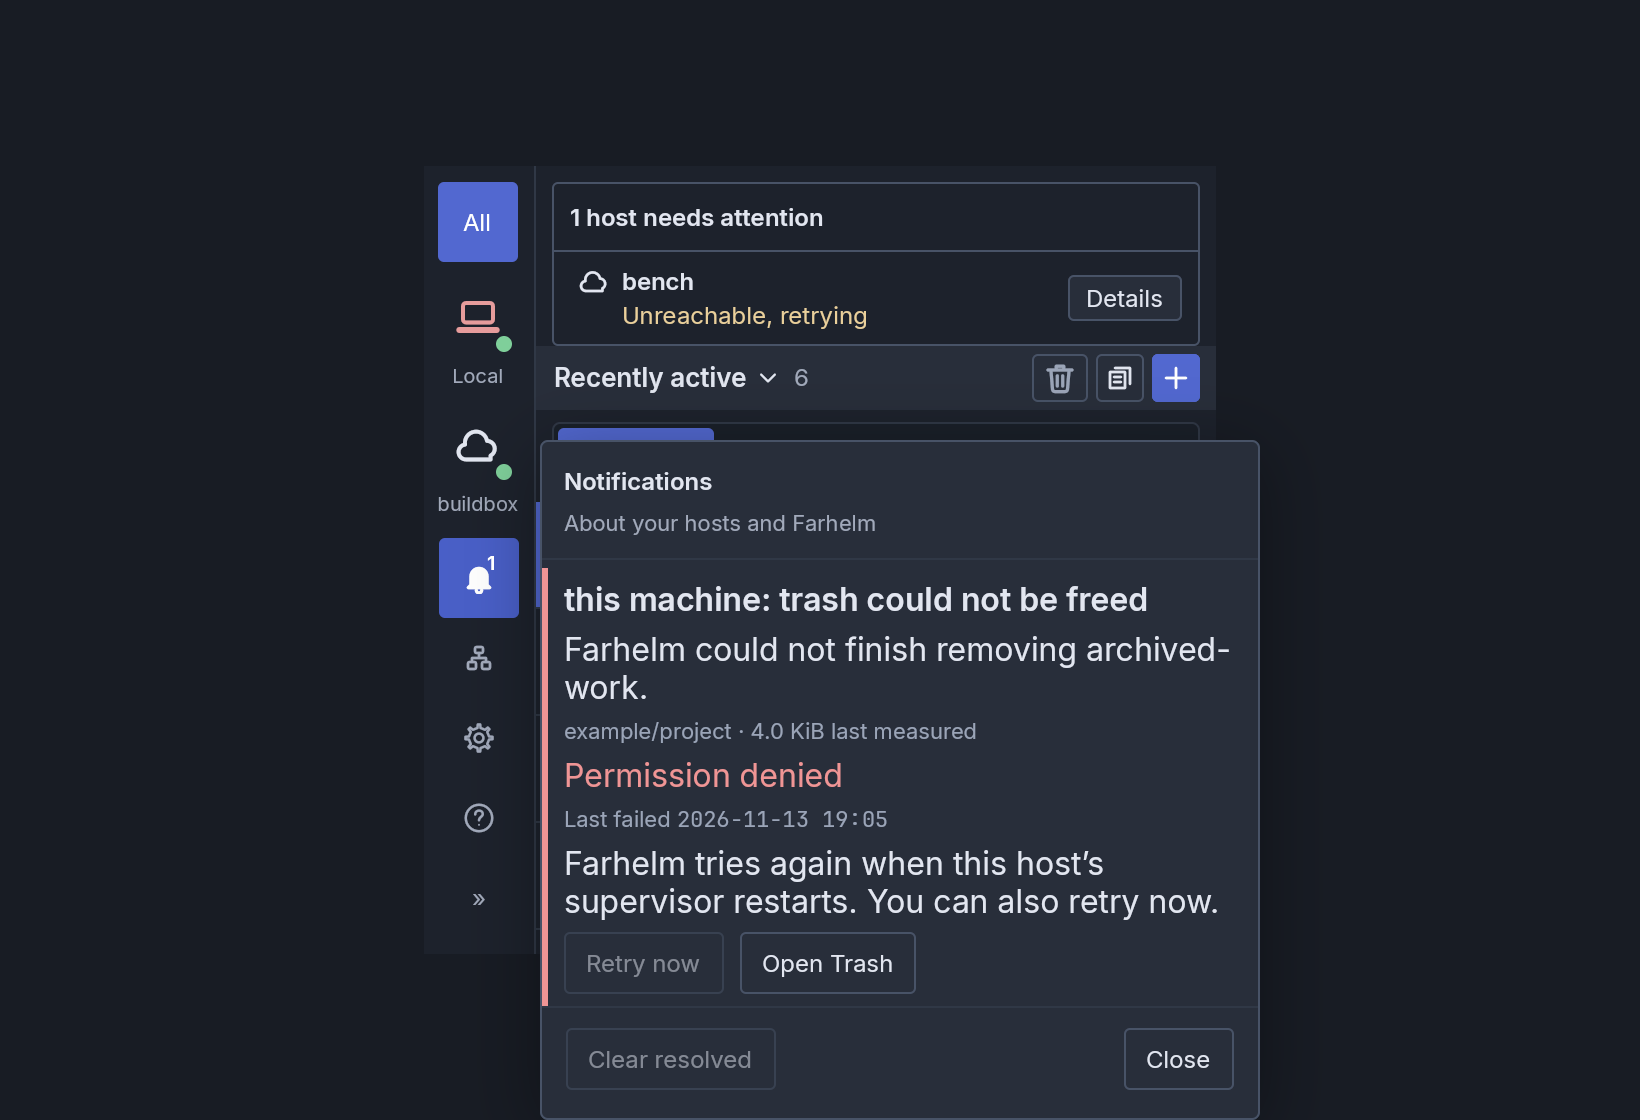 All
Local
buildbox
1
»
1 host needs attention
bench
Unreachable, retrying
Details
Recently active 6
Notifications
About your hosts and Farhelm
this machine: trash could not be freed
Farhelm could not finish removing archived-
work.
example/project · 4.0 KiB last measured
Permission denied
Last failed 2026-11-13 19:05
Farhelm tries again when this host’s
supervisor restarts. You can also retry now.
Retry now
Open Trash
Clear resolved
Close